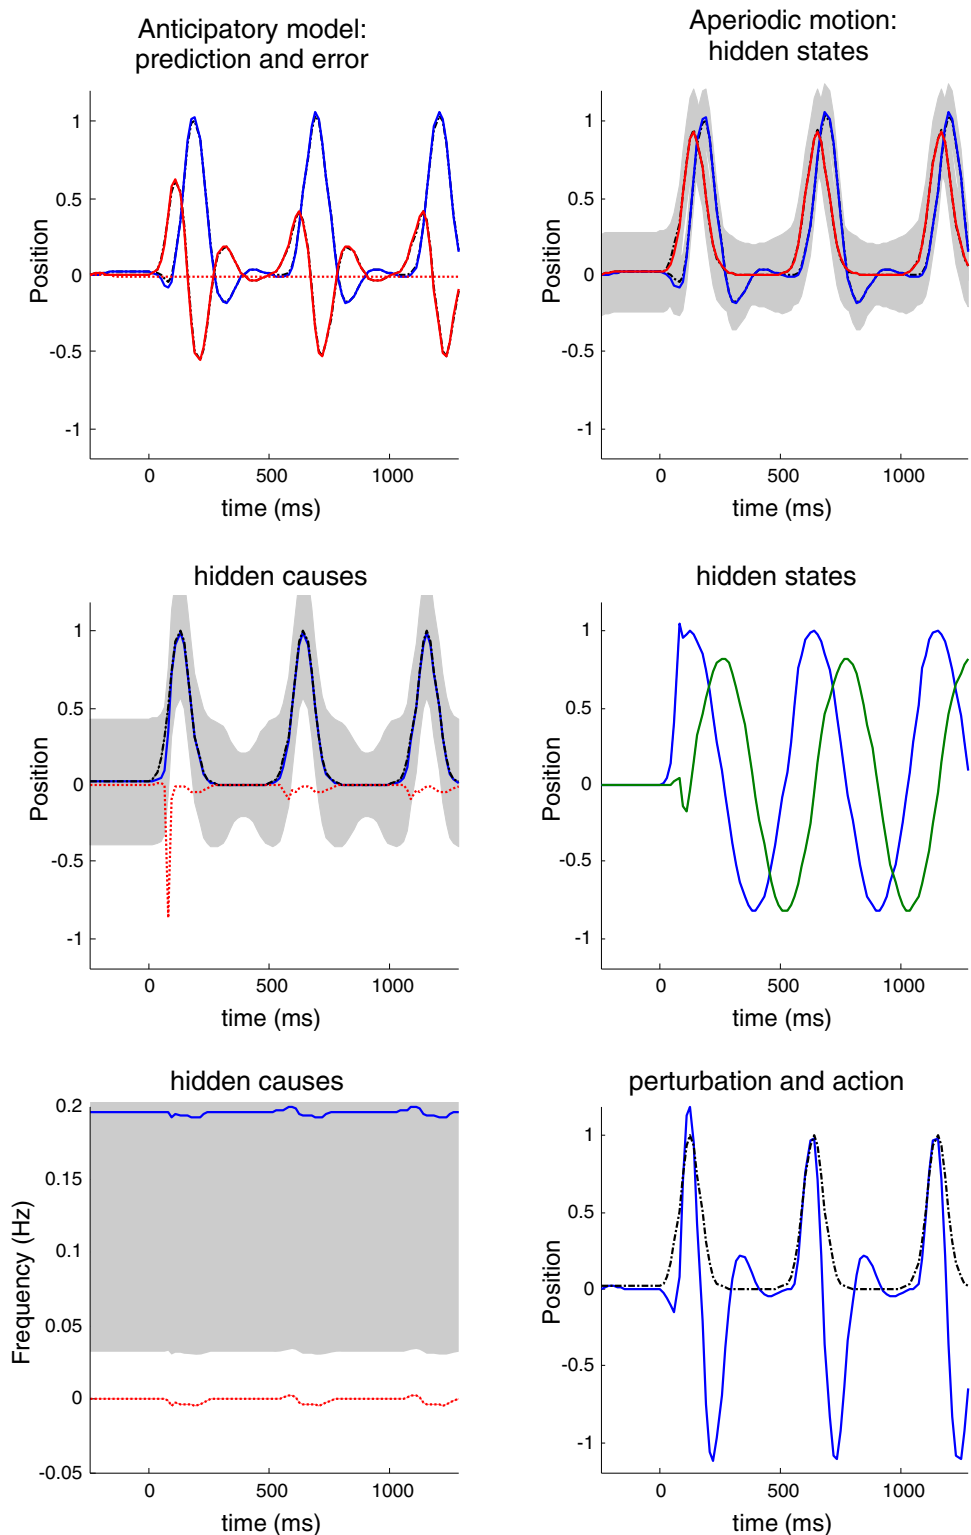 Anticipatory model:
prediction and error
Position
1
0.5
0
-0.5
-1
0
500
1000
time (ms)
Aperiodic motion:
hidden states
Position
1
0.5
0
-0.5
-1
0
500
1000
time (ms)
hidden causes
Position
1
0.5
0
-0.5
-1
0
500
1000
time (ms)
hidden states
Position
1
0.5
0
-0.5
-1
0
500
1000
time (ms)
hidden causes
Frequency (Hz)
0.2
0.15
0.1
0.05
0
-0.05
0
500
1000
time (ms)
perturbation and action
Position
1
0.5
0
-0.5
-1
0
500
1000
time (ms)